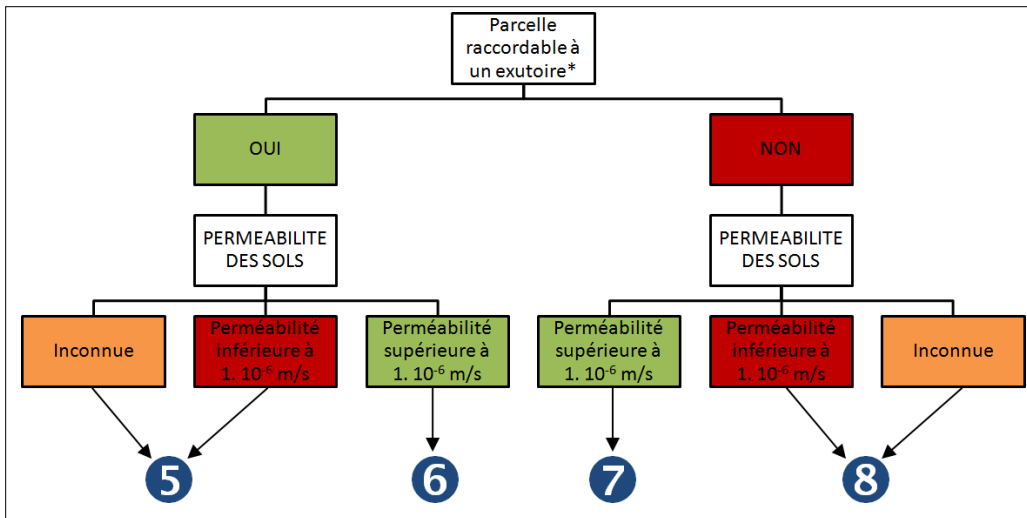 Parcelle
raccordable à
un exutoire*
OUI
NON
PERMEABILITE
DES SOLS
PERMEABILITE
DES SOLS
Inconnue
Perméabilité
inférieure à
1. 10⁻⁶ m/s
Perméabilité
supérieure à
1. 10⁻⁶ m/s
Perméabilité
supérieure à
1. 10⁻⁶ m/s
Perméabilité
inférieure à
1. 10⁻⁶ m/s
Inconnue
5
6
7
8